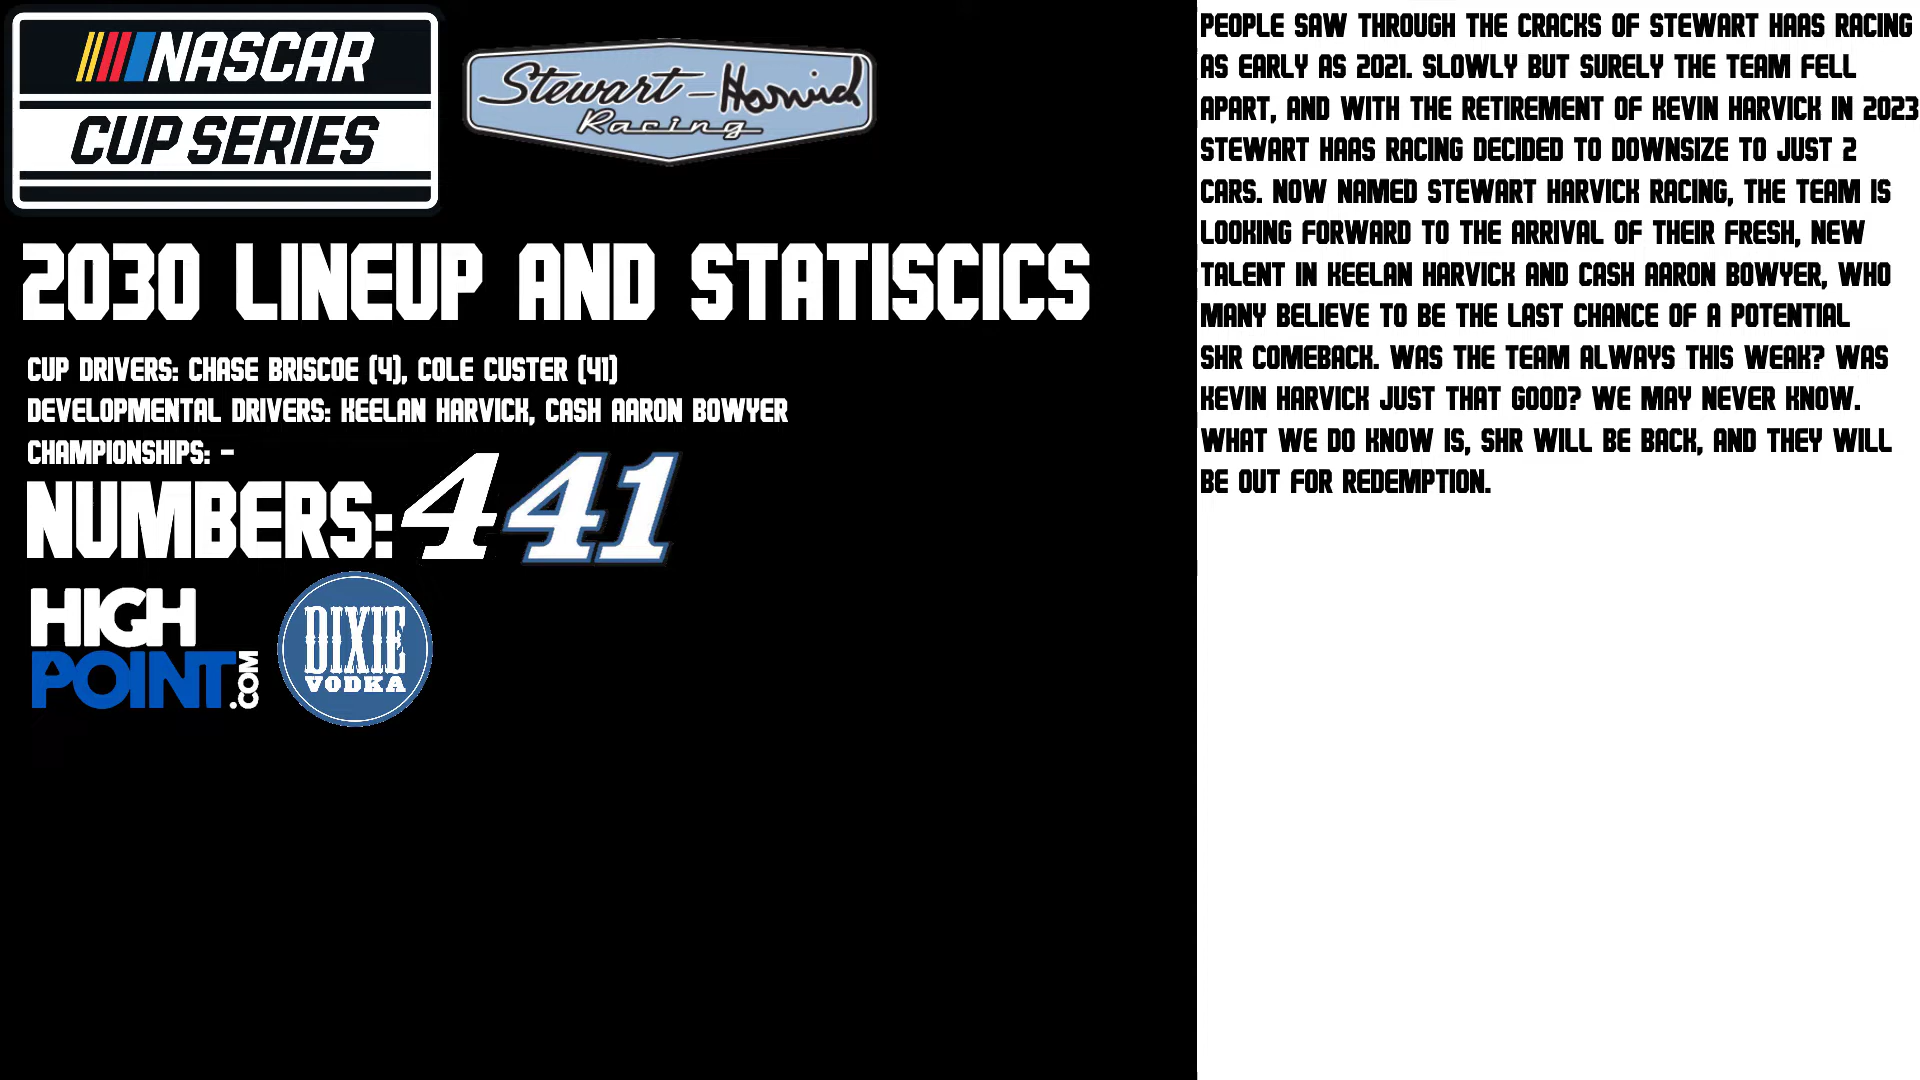 NASCAR
CUP SERIES
Stewart-Harvick
Racing
2030 LINEUP AND STATISCICS
CUP DRIVERS: CHASE BRISCOE (4), COLE CUSTER (41)
DEVELOPMENTAL DRIVERS: KEELAN HARVICK, CASH AARON BOWYER
CHAMPIONSHIPS: -
NUMBERS: 4 41
HIGH
POINT.COM
DIXIE
VODKA
PEOPLE SAW THROUGH THE CRACKS OF STEWART HAAS RACING
AS EARLY AS 2021. SLOWLY BUT SURELY THE TEAM FELL
APART, AND WITH THE RETIREMENT OF KEVIN HARVICK IN 2023
STEWART HAAS RACING DECIDED TO DOWNSIZE TO JUST 2
CARS. NOW NAMED STEWART HARVICK RACING, THE TEAM IS
LOOKING FORWARD TO THE ARRIVAL OF THEIR FRESH, NEW
TALENT IN KEELAN HARVICK AND CASH AARON BOWYER, WHO
MANY BELIEVE TO BE THE LAST CHANCE OF A POTENTIAL
SHR COMEBACK. WAS THE TEAM ALWAYS THIS WEAK? WAS
KEVIN HARVICK JUST THAT GOOD? WE MAY NEVER KNOW.
WHAT WE DO KNOW IS, SHR WILL BE BACK, AND THEY WILL
BE OUT FOR REDEMPTION.